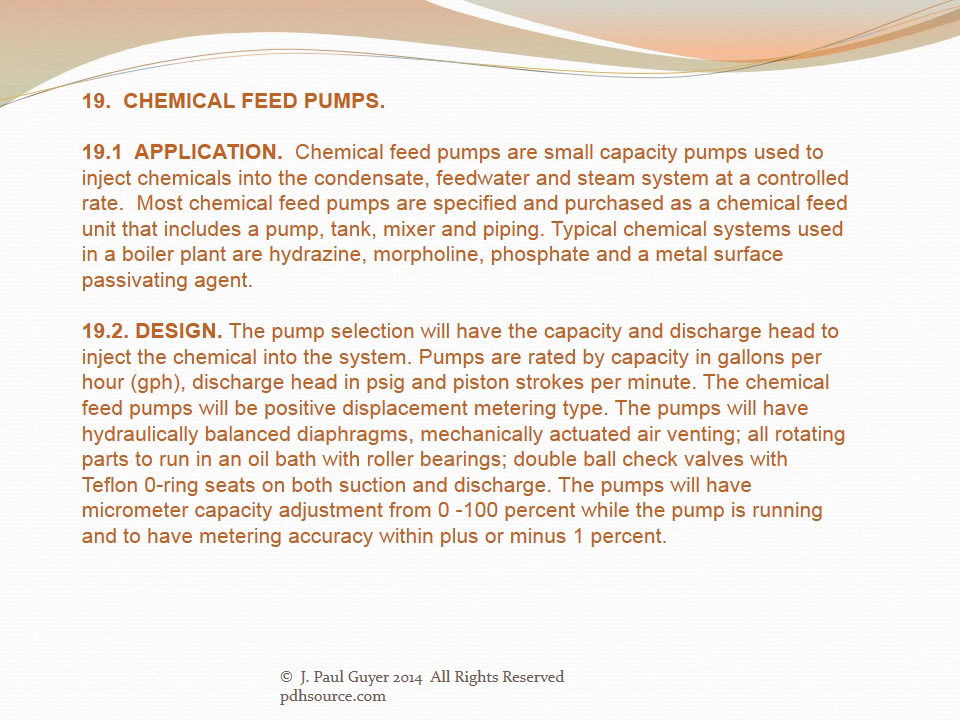 19.  CHEMICAL FEED PUMPS.
19.1  APPLICATION.  Chemical feed pumps are small capacity pumps used to
inject chemicals into the condensate, feedwater and steam system at a controlled
rate.  Most chemical feed pumps are specified and purchased as a chemical feed
unit that includes a pump, tank, mixer and piping. Typical chemical systems used
in a boiler plant are hydrazine, morpholine, phosphate and a metal surface
passivating agent.
19.2. DESIGN. The pump selection will have the capacity and discharge head to
inject the chemical into the system. Pumps are rated by capacity in gallons per
hour (gph), discharge head in psig and piston strokes per minute. The chemical
feed pumps will be positive displacement metering type. The pumps will have
hydraulically balanced diaphragms, mechanically actuated air venting; all rotating
parts to run in an oil bath with roller bearings; double ball check valves with
Teflon 0-ring seats on both suction and discharge. The pumps will have
micrometer capacity adjustment from 0 -100 percent while the pump is running
and to have metering accuracy within plus or minus 1 percent.
©  J. Paul Guyer 2014  All Rights Reserved
pdhsource.com